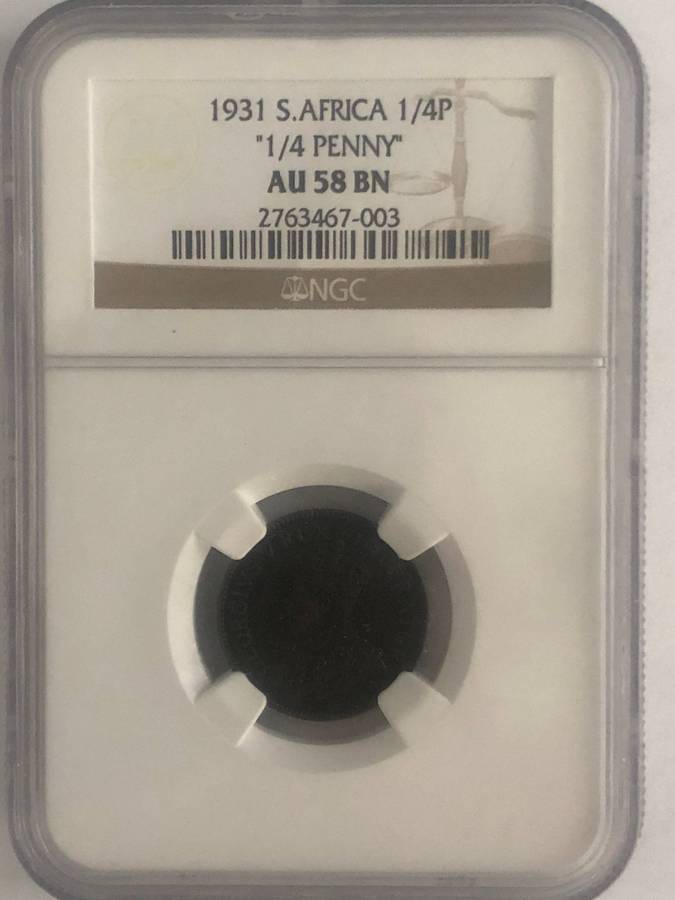 1931 S.AFRICA 1/4P
"1/4 PENNY"
AU 58 BN
2763467-003
NGC